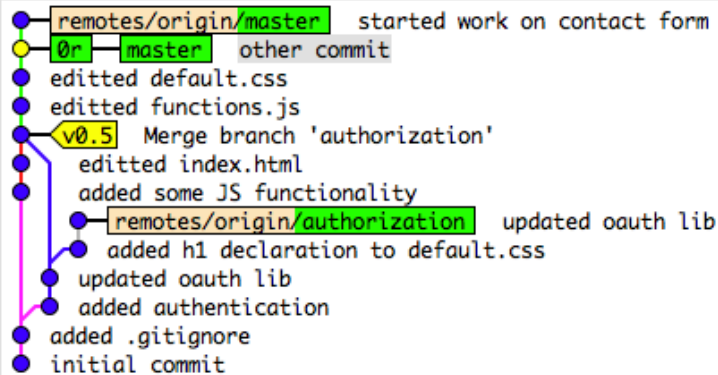 remotes/origin/master started work on contact form
0r master other commit
editted default.css
editted functions.js
v0.5 Merge branch 'authorization'
editted index.html
added some JS functionality
remotes/origin/authorization updated oauth lib
added h1 declaration to default.css
updated oauth lib
added authentication
added .gitignore
initial commit